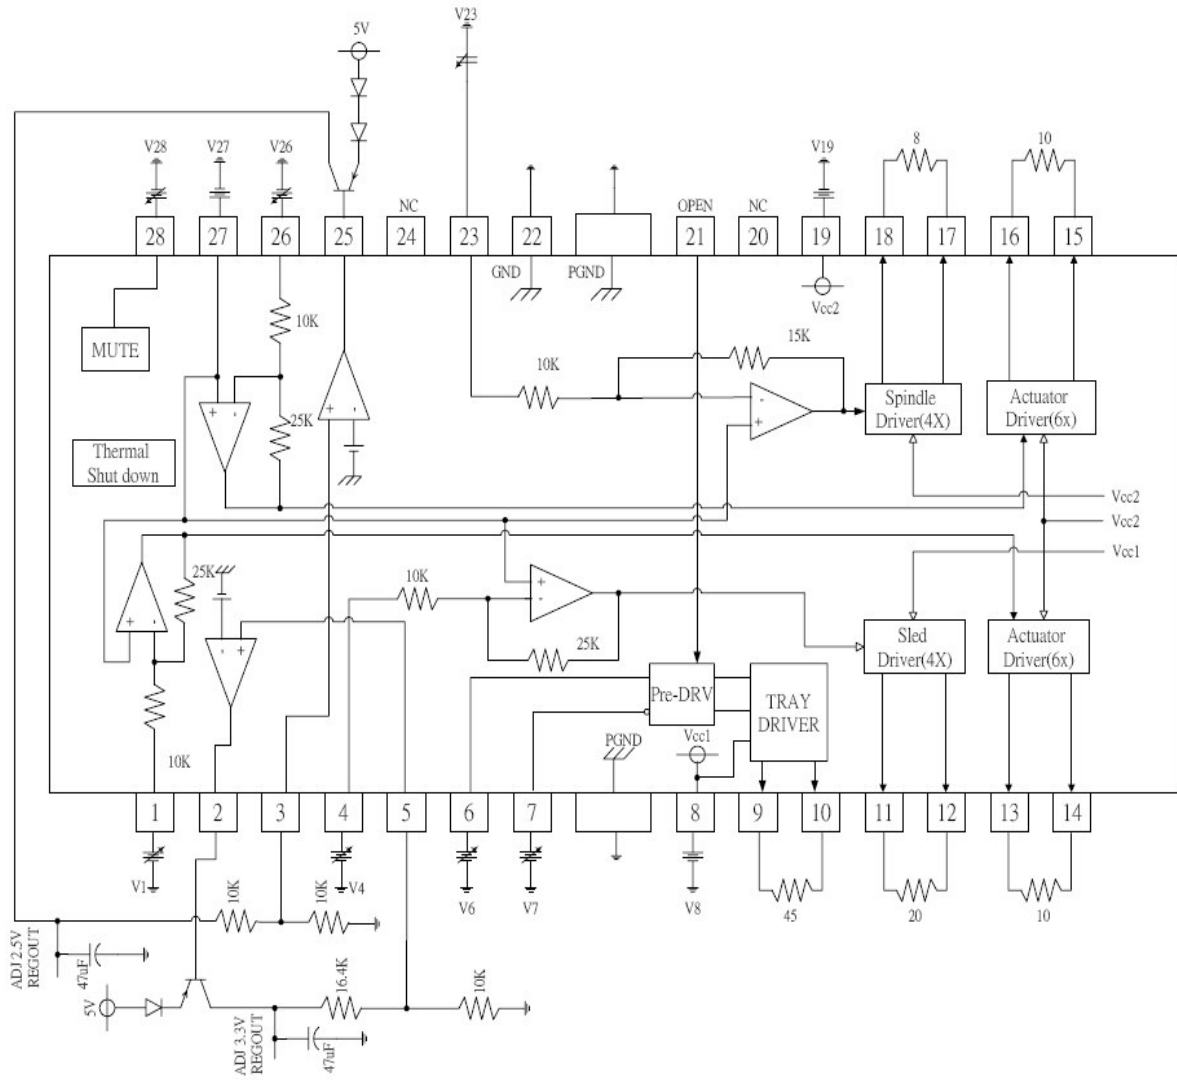 V23
5V
8
10
V28
V27
V26
V19
NC
OPEN
NC
28
27
26
25
24
23
22
21
20
19
18
17
16
15
GND
PGND
Vcc2
MUTE
10K
15K
10K
Spindle
Driver(4X)
Actuator
Driver(6x)
+
-
+
-
-
+
25K
Thermal
Shut down
Vcc2
Vcc2
Vcc1
25K
10K
+
-
+
-
-
+
25K
Sled
Driver(4X)
Actuator
Driver(6x)
Pre-DRV
TRAY
DRIVER
PGND
Vcc1
10K
1
2
3
4
5
6
7
8
9
10
11
12
13
14
V1
V4
V6
V7
V8
45
20
10
10K
10K
ADJ 2.5V
REGOUT
47uF
16.4K
10K
5V
ADJ 3.3V
REGOUT
47uF